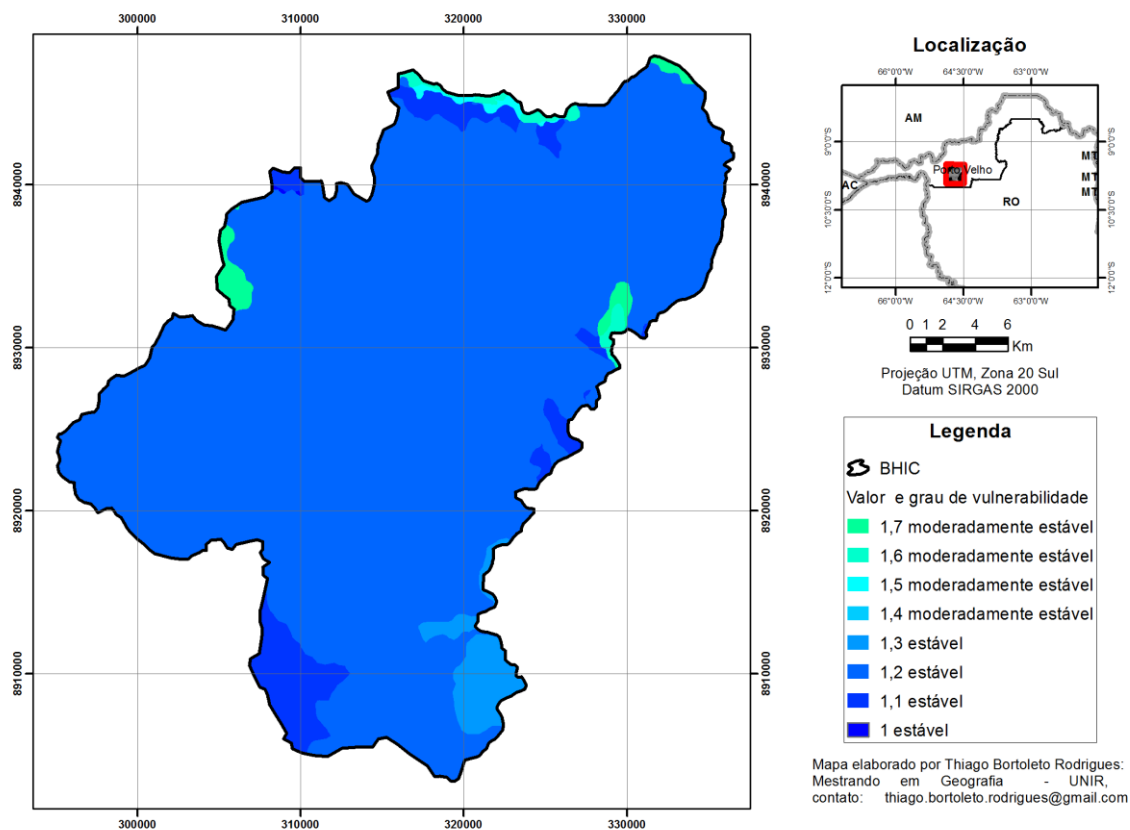 300000 310000 320000 330000
8940000
8930000
8920000
8910000
8940000
8930000
8920000
8910000
300000 310000 320000 330000
Localização
66°0'0"W 64°30'0"W 63°0'0"W
9°0'0"S
10°30'0"S
12°0'0"S
AM
MT
Porto Velho
MT
AC
MT
RO
9°0'0"S
10°30'0"S
12°0'0"S
66°0'0"W 64°30'0"W 63°0'0"W
0 1 2 4 6
Km
Projeção UTM, Zona 20 Sul
Datum SIRGAS 2000
Legenda
BHIC
Valor e grau de vulnerabilidade
1,7 moderadamente estável
1,6 moderadamente estável
1,5 moderadamente estável
1,4 moderadamente estável
1,3 estável
1,2 estável
1,1 estável
1 estável
Mapa elaborado por Thiago Bortoleto Rodrigues:
Mestrando em Geografia - UNIR,
contato: thiago.bortoleto.rodrigues@gmail.com